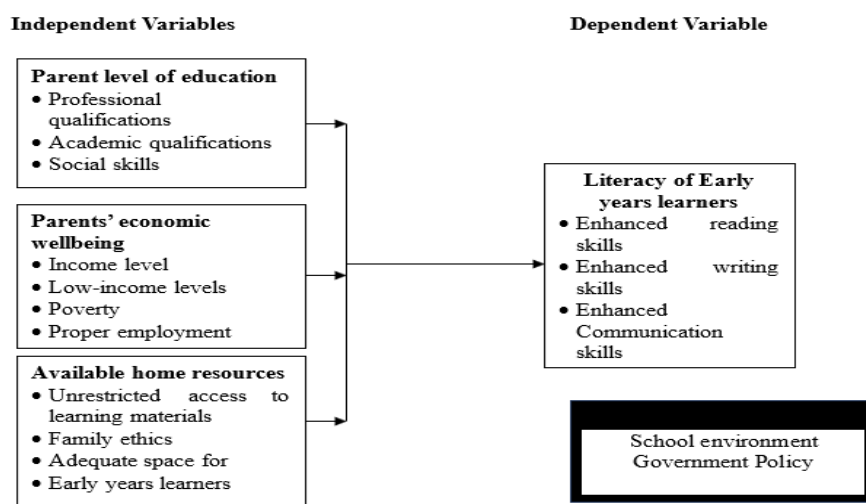 Independent Variables
Dependent Variable
Parent level of education
• Professional
qualifications
• Academic qualifications
• Social skills
Parents’ economic
wellbeing
• Income level
• Low-income levels
• Poverty
• Proper employment
Available home resources
• Unrestricted access to
learning materials
• Family ethics
• Adequate space for
• Early years learners
Literacy of Early
years learners
• Enhanced reading
skills
• Enhanced writing
skills
• Enhanced
Communication
skills
School environment
Government Policy